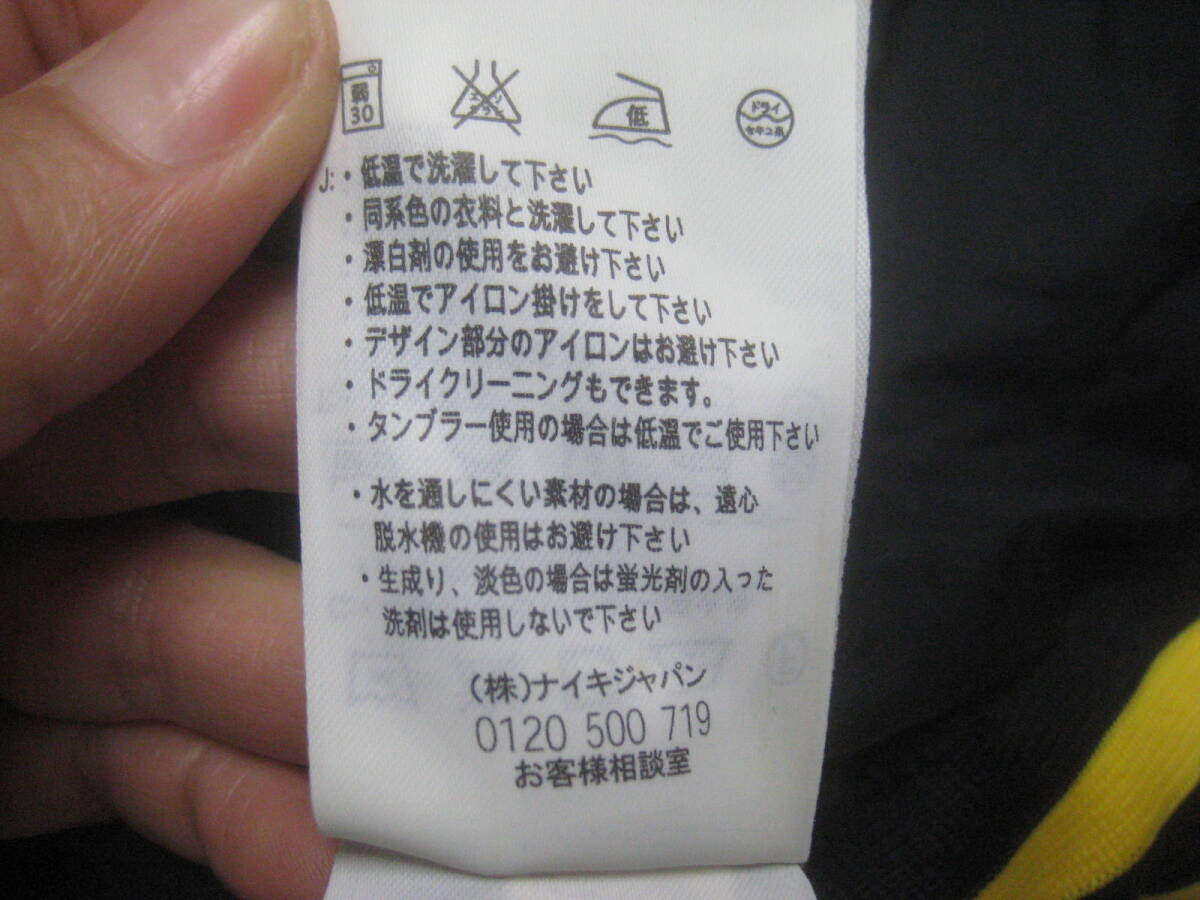 弱
30
エンソ
サラシ
低
ドライ
セキユ系
J:・低温で洗濯して下さい
・同系色の衣料と洗濯して下さい
・漂白剤の使用をお避け下さい
・低温でアイロン掛けをして下さい
・デザイン部分のアイロンはお避け下さい
・ドライクリーニングもできます。
・タンブラー使用の場合は低温でご使用下さい
・水を通しにくい素材の場合は、遠心
脱水機の使用はお避け下さい
・生成り、淡色の場合は蛍光剤の入った
洗剤は使用しないで下さい
(株)ナイキジャパン
0120 500 719
お客様相談室